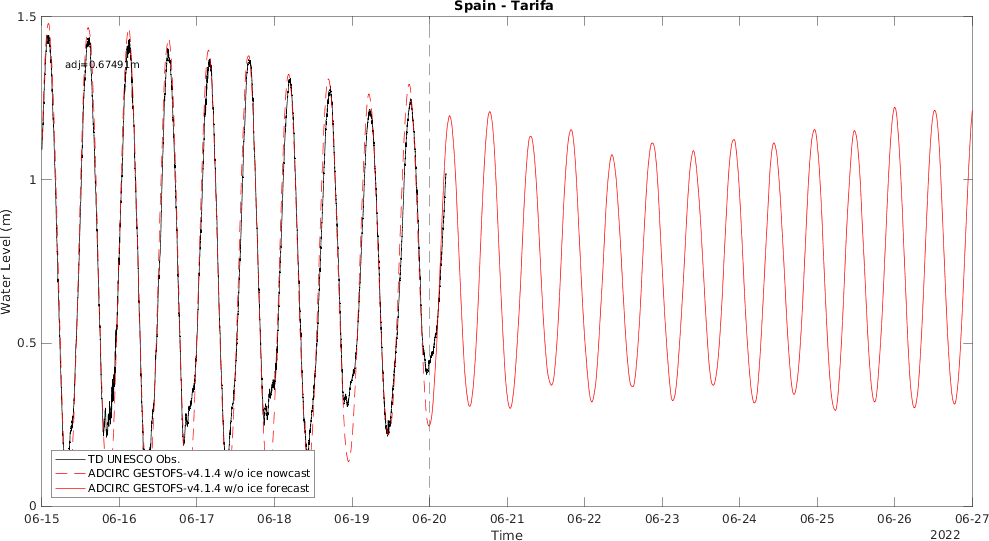 Spain - Tarifa
1.5
adj=0.67491m
1
Water Level (m)
0.5
TD UNESCO Obs.
ADCIRC GESTOFS-v4.1.4 w/o ice nowcast
ADCIRC GESTOFS-v4.1.4 w/o ice forecast
0
06-15 06-16 06-17 06-18 06-19 06-20 06-21 06-22 06-23 06-24 06-25 06-26 06-27
Time
2022